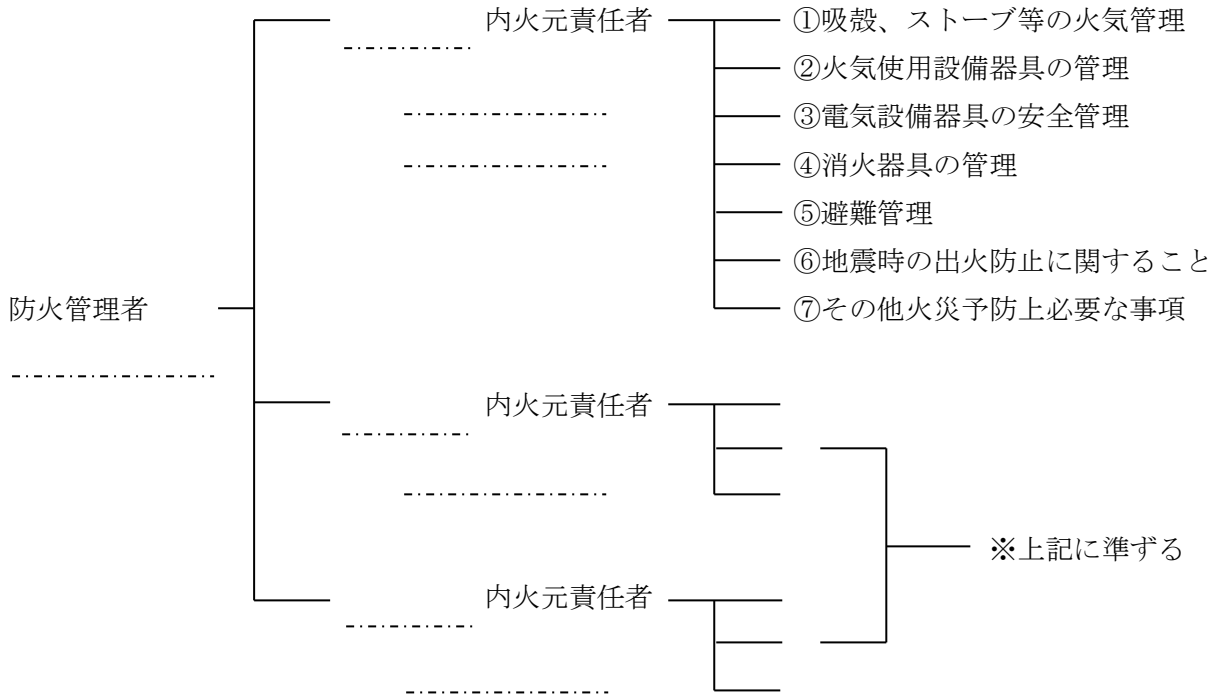 内火元責任者
①吸殻、ストーブ等の火気管理
②火気使用設備器具の管理
③電気設備器具の安全管理
④消火器具の管理
⑤避難管理
⑥地震時の出火防止に関すること
防火管理者
⑦その他火災予防上必要な事項
内火元責任者
※上記に準ずる
内火元責任者